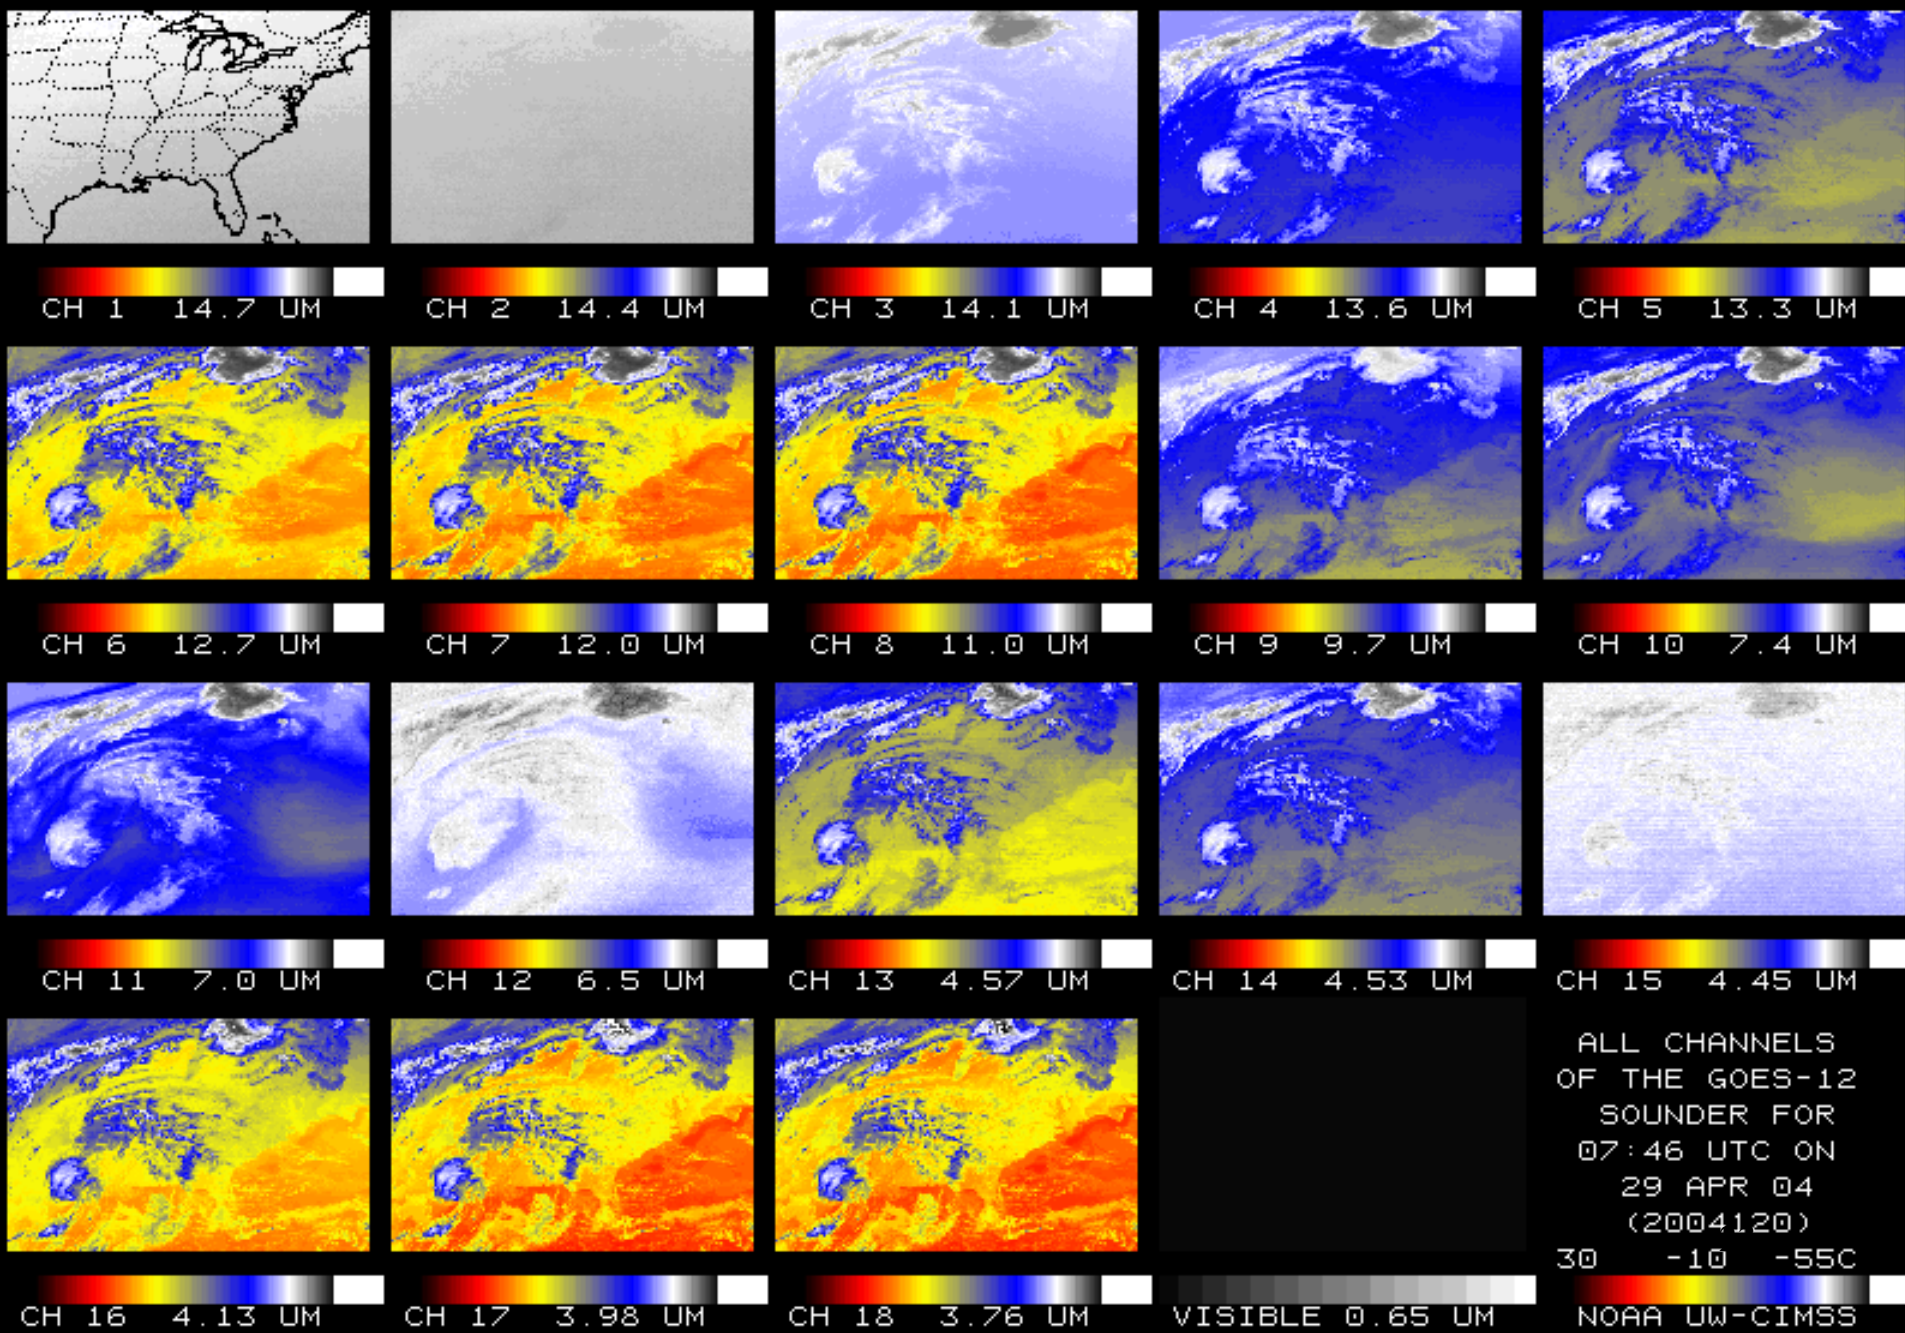 CH 1 14.7 UM
CH 2 14.4 UM
CH 3 14.1 UM
CH 4 13.6 UM
CH 5 13.3 UM
CH 6 12.7 UM
CH 7 12.0 UM
CH 8 11.0 UM
CH 9 9.7 UM
CH 10 7.4 UM
CH 11 7.0 UM
CH 12 6.5 UM
CH 13 4.57 UM
CH 14 4.53 UM
CH 15 4.45 UM
CH 16 4.13 UM
CH 17 3.98 UM
CH 18 3.76 UM
VISIBLE 0.65 UM
ALL CHANNELS
OF THE GOES-12
SOUNDER FOR
07:46 UTC ON
29 APR 04
(2004120)
30 -10 -55C
NOAA UW-CIMSS